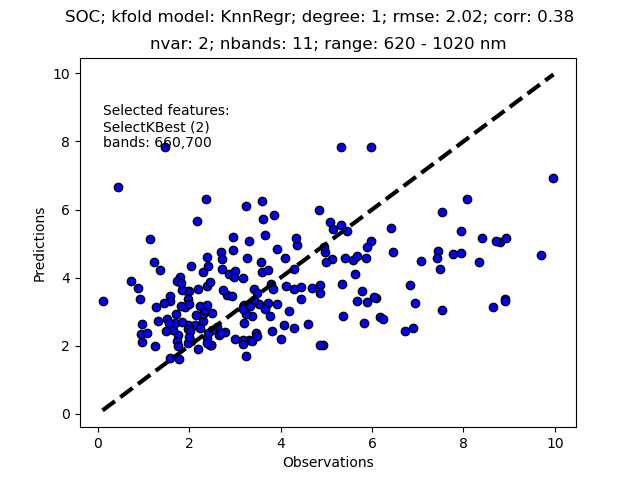 SOC; kfold model: KnnRegr; degree: 1; rmse: 2.02; corr: 0.38
nvar: 2; nbands: 11; range: 620 - 1020 nm
10
8
6
4
2
0
Predictions
Selected features:
SelectKBest (2)
bands: 660,700
0 2 4 6 8 10
Observations